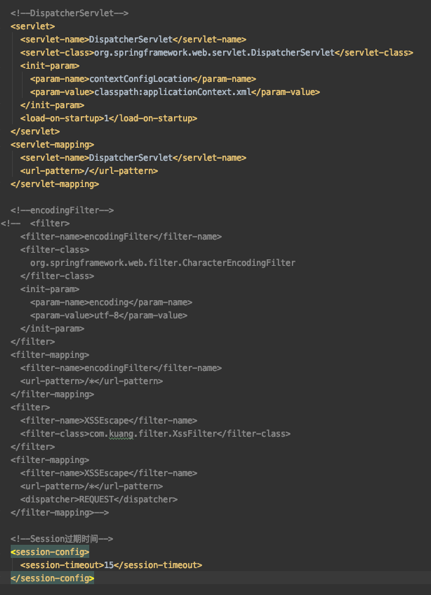 <!--DispatcherServlet-->
<servlet>
<servlet-name>DispatcherServlet</servlet-name>
<servlet-class>org.springframework.web.servlet.DispatcherServlet</servlet-class>
<init-param>
<param-name>contextConfigLocation</param-name>
<param-value>classpath:applicationContext.xml</param-value>
</init-param>
<load-on-startup>1</load-on-startup>
</servlet>
<servlet-mapping>
<servlet-name>DispatcherServlet</servlet-name>
<url-pattern>/</url-pattern>
</servlet-mapping>
<!--encodingFilter-->
<!--  <filter>
<filter-name>encodingFilter</filter-name>
<filter-class>
org.springframework.web.filter.CharacterEncodingFilter
</filter-class>
<init-param>
<param-name>encoding</param-name>
<param-value>utf-8</param-value>
</init-param>
</filter>
<filter-mapping>
<filter-name>encodingFilter</filter-name>
<url-pattern>/*</url-pattern>
</filter-mapping>
<filter>
<filter-name>XSSEscape</filter-name>
<filter-class>com.kuang.filter.XssFilter</filter-class>
</filter>
<filter-mapping>
<filter-name>XSSEscape</filter-name>
<url-pattern>/*</url-pattern>
<dispatcher>REQUEST</dispatcher>
</filter-mapping>-->
<!--Session过期时间-->
<session-config>
<session-timeout>15</session-timeout>
</session-config>